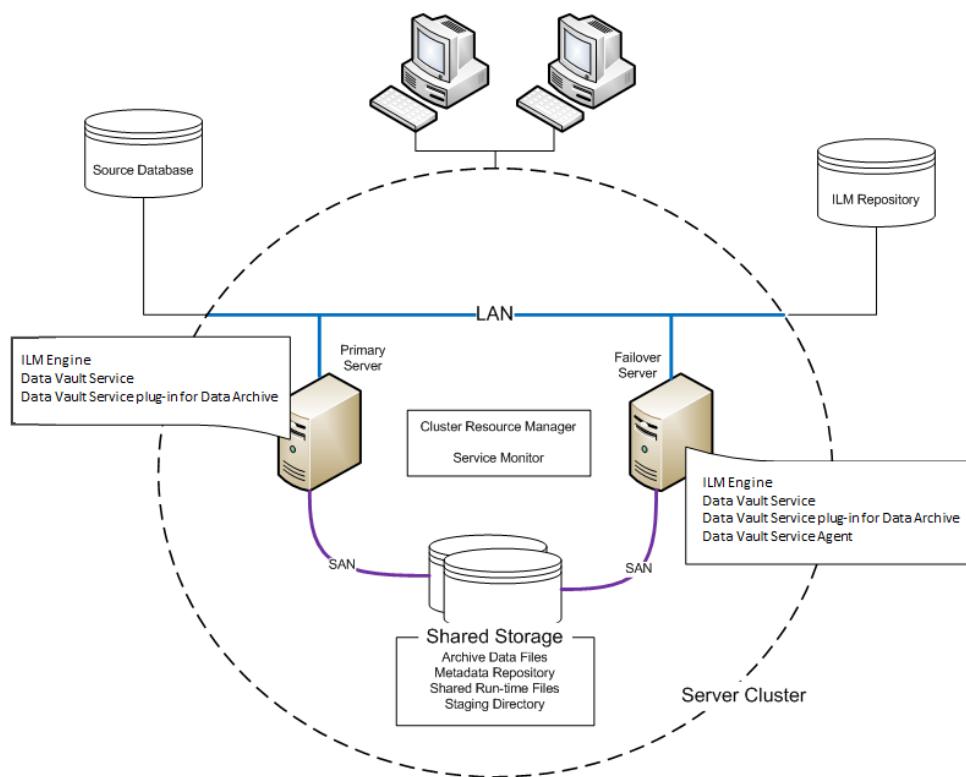 Source Database
ILM Repository
LAN
Primary
Server
Failover
Server
ILM Engine
Data Vault Service
Data Vault Service plug-in for Data Archive
Cluster Resource Manager
Service Monitor
ILM Engine
Data Vault Service
Data Vault Service plug-in for Data Archive
Data Vault Service Agent
SAN
SAN
Shared Storage
Archive Data Files
Metadata Repository
Shared Run-time Files
Staging Directory
Server Cluster